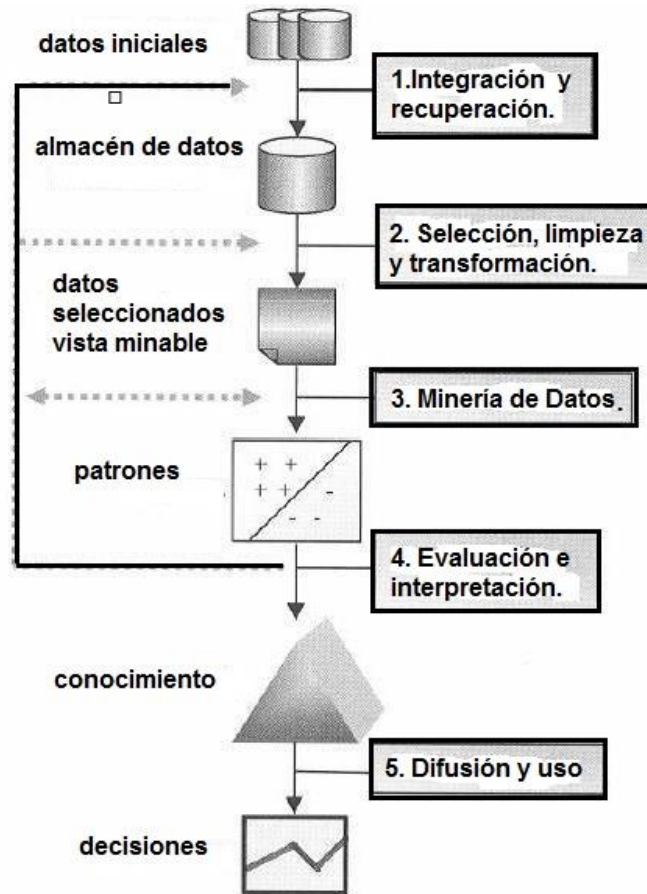 datos iniciales
1.Integración y
recuperación.
almacén de datos
2. Selección, limpieza
y transformación.
datos
seleccionados
vista minable
3. Minería de Datos.
patrones
+ +
+ + -
- -
4. Evaluación e
interpretación.
conocimiento
5. Difusión y uso
decisiones